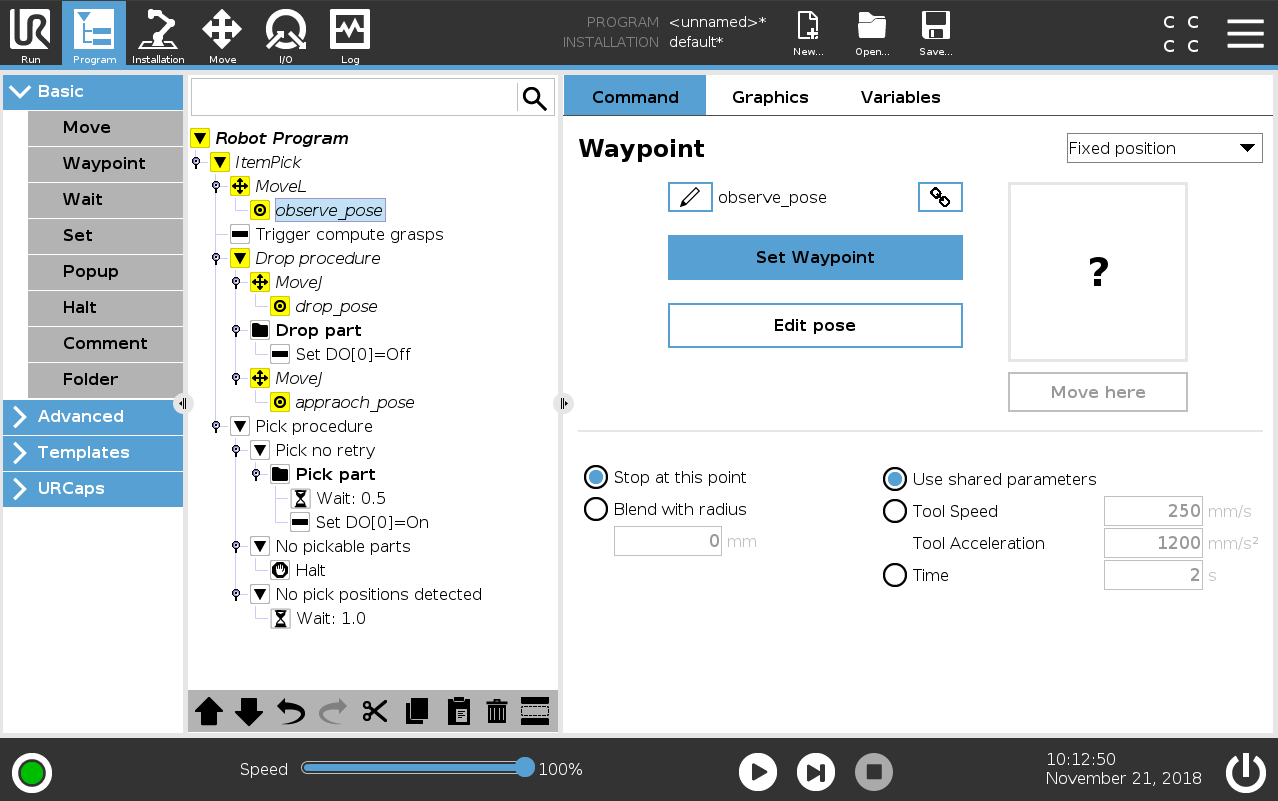 PROGRAM <unnamed>*
INSTALLATION default*
UR
Run
Program
Installation
Move
I/O
Log
New...
Open...
Save...
C C
C C
Basic
Move
Waypoint
Wait
Set
Popup
Halt
Comment
Folder
Advanced
Templates
URCaps
Robot Program
ItemPick
MoveL
observe_pose
Trigger compute grasps
Drop procedure
MoveJ
drop_pose
Drop part
Set DO[0]=Off
MoveJ
appraoch_pose
Pick procedure
Pick no retry
Pick part
Wait: 0.5
Set DO[0]=On
No pickable parts
Halt
No pick positions detected
Wait: 1.0
Command Graphics Variables
Waypoint
Fixed position
observe_pose
Set Waypoint
Edit pose
?
Move here
Stop at this point
Blend with radius
0 mm
Use shared parameters
Tool Speed 250 mm/s
Tool Acceleration 1200 mm/s²
Time 2 s
Speed 100%
10:12:50
November 21, 2018